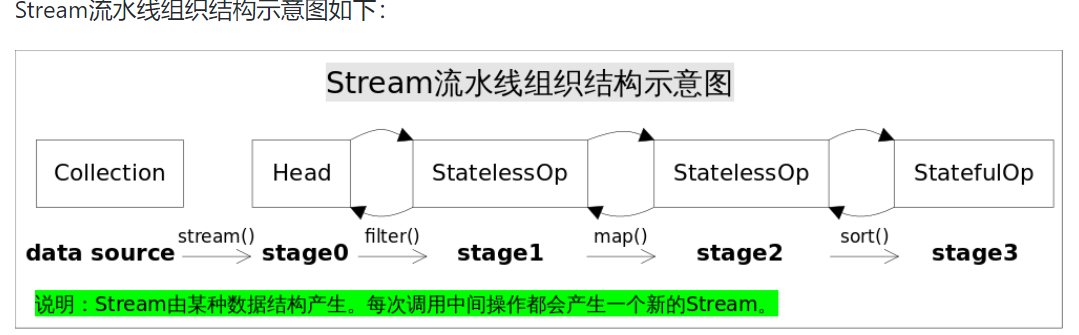 Stream流水线组织结构示意图如下：
Stream流水线组织结构示意图
Collection
Head
StatelessOp
StatelessOp
StatefulOp
stream()
filter()
map()
sort()
data source
stage0
stage1
stage2
stage3
说明：Stream由某种数据结构产生。每次调用中间操作都会产生一个新的Stream。